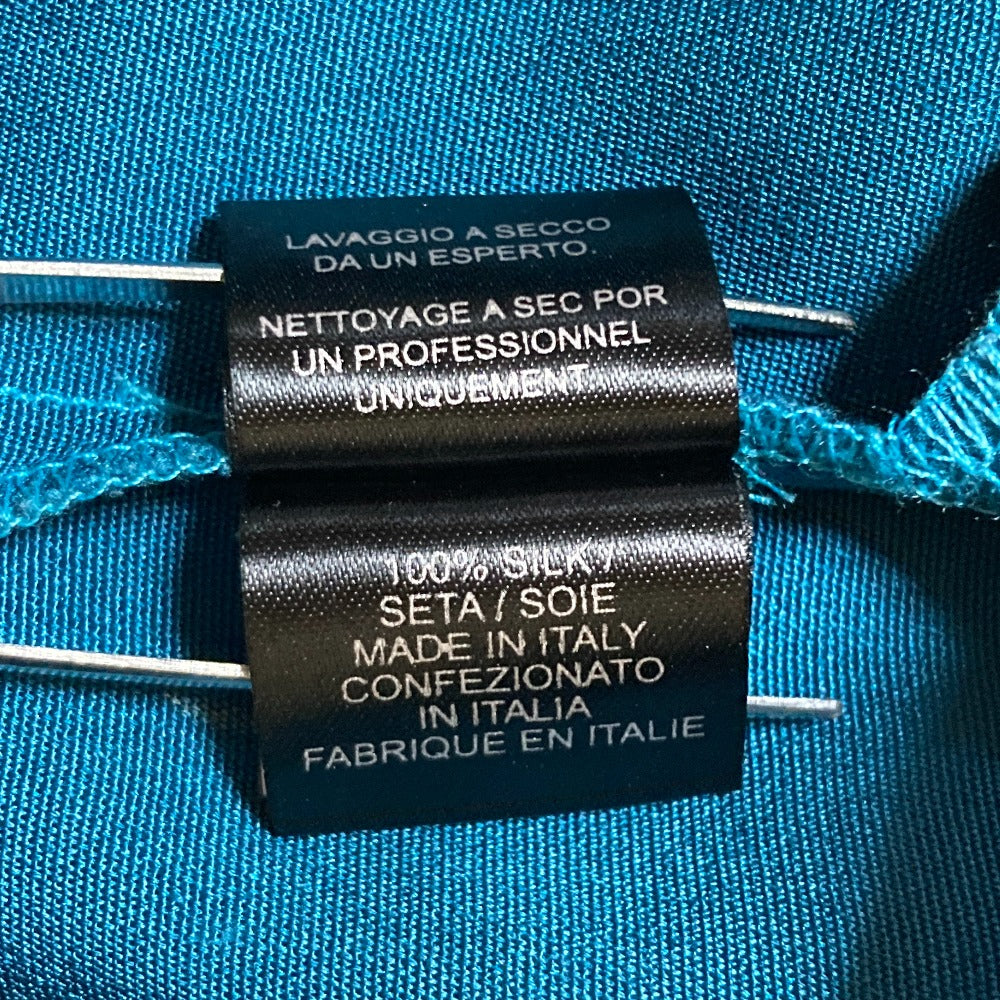 LAVAGGIO A SECCO
DA UN ESPERTO.
NETTOYAGE A SEC POR
UN PROFESSIONNEL
UNIQUEMENT
100% SILK /
SETA / SOIE
MADE IN ITALY
CONFEZIONATO
IN ITALIA
FABRIQUE EN ITALIE